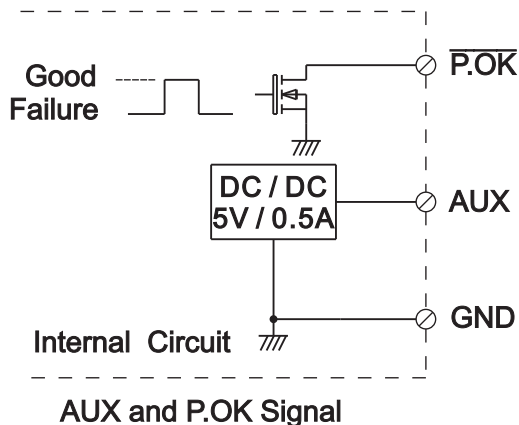 P.OK
Good
Failure
DC / DC
5V / 0.5A
AUX
GND
Internal Circuit
AUX and P.OK Signal